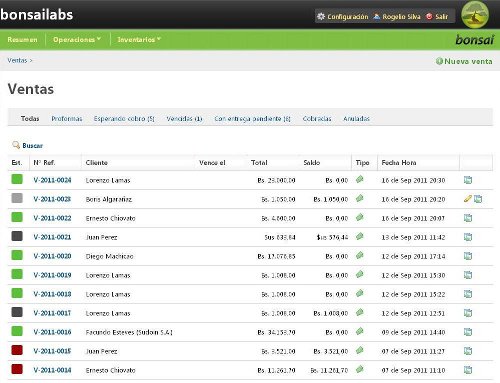 bonsailabs
Configuración Rogelio Silva Salir
Resumen Operaciones Inventarios bonsai
Ventas > Nueva venta
Ventas
Todas Proformas Esperando cobro (5) Vencidas (1) Con entrega pendiente (6) Cobradas Anuladas
Buscar
Est. Nº Ref. Cliente Vence el Total Saldo Tipo Fecha Hora
V-2011-0024 Lorenzo Lamas Bs. 23.000,00 Bs. 0,00 16 de Sep 2011 20:30
V-2011-0023 Boris Algarañaz Bs. 1.050,00 Bs. 1.050,00 16 de Sep 2011 20:20
V-2011-0022 Ernesto Chiovato Bs. 4.600,00 Bs. 0,00 16 de Sep 2011 20:07
V-2011-0021 Juan Perez $us 633,84 $us 576,44 13 de Sep 2011 11:42
V-2011-0020 Diego Machicao Bs. 17.076,85 Bs. 0,00 12 de Sep 2011 17:14
V-2011-0019 Lorenzo Lamas Bs. 1.008,00 Bs. 0,00 12 de Sep 2011 15:30
V-2011-0018 Lorenzo Lamas Bs. 1.008,00 Bs. 0,00 12 de Sep 2011 15:22
V-2011-0017 Lorenzo Lamas Bs. 1.008,00 Bs. 1.008,00 12 de Sep 2011 12:51
V-2011-0016 Facundo Esteves (Sudoin S.A.) Bs. 34.153,70 Bs. 0,00 09 de Sep 2011 14:40
V-2011-0015 Juan Perez Bs. 3.521,00 Bs. 3.521,00 07 de Sep 2011 11:27
V-2011-0014 Ernesto Chiovato Bs. 11.261,70 Bs. 11.261,70 07 de Sep 2011 11:10